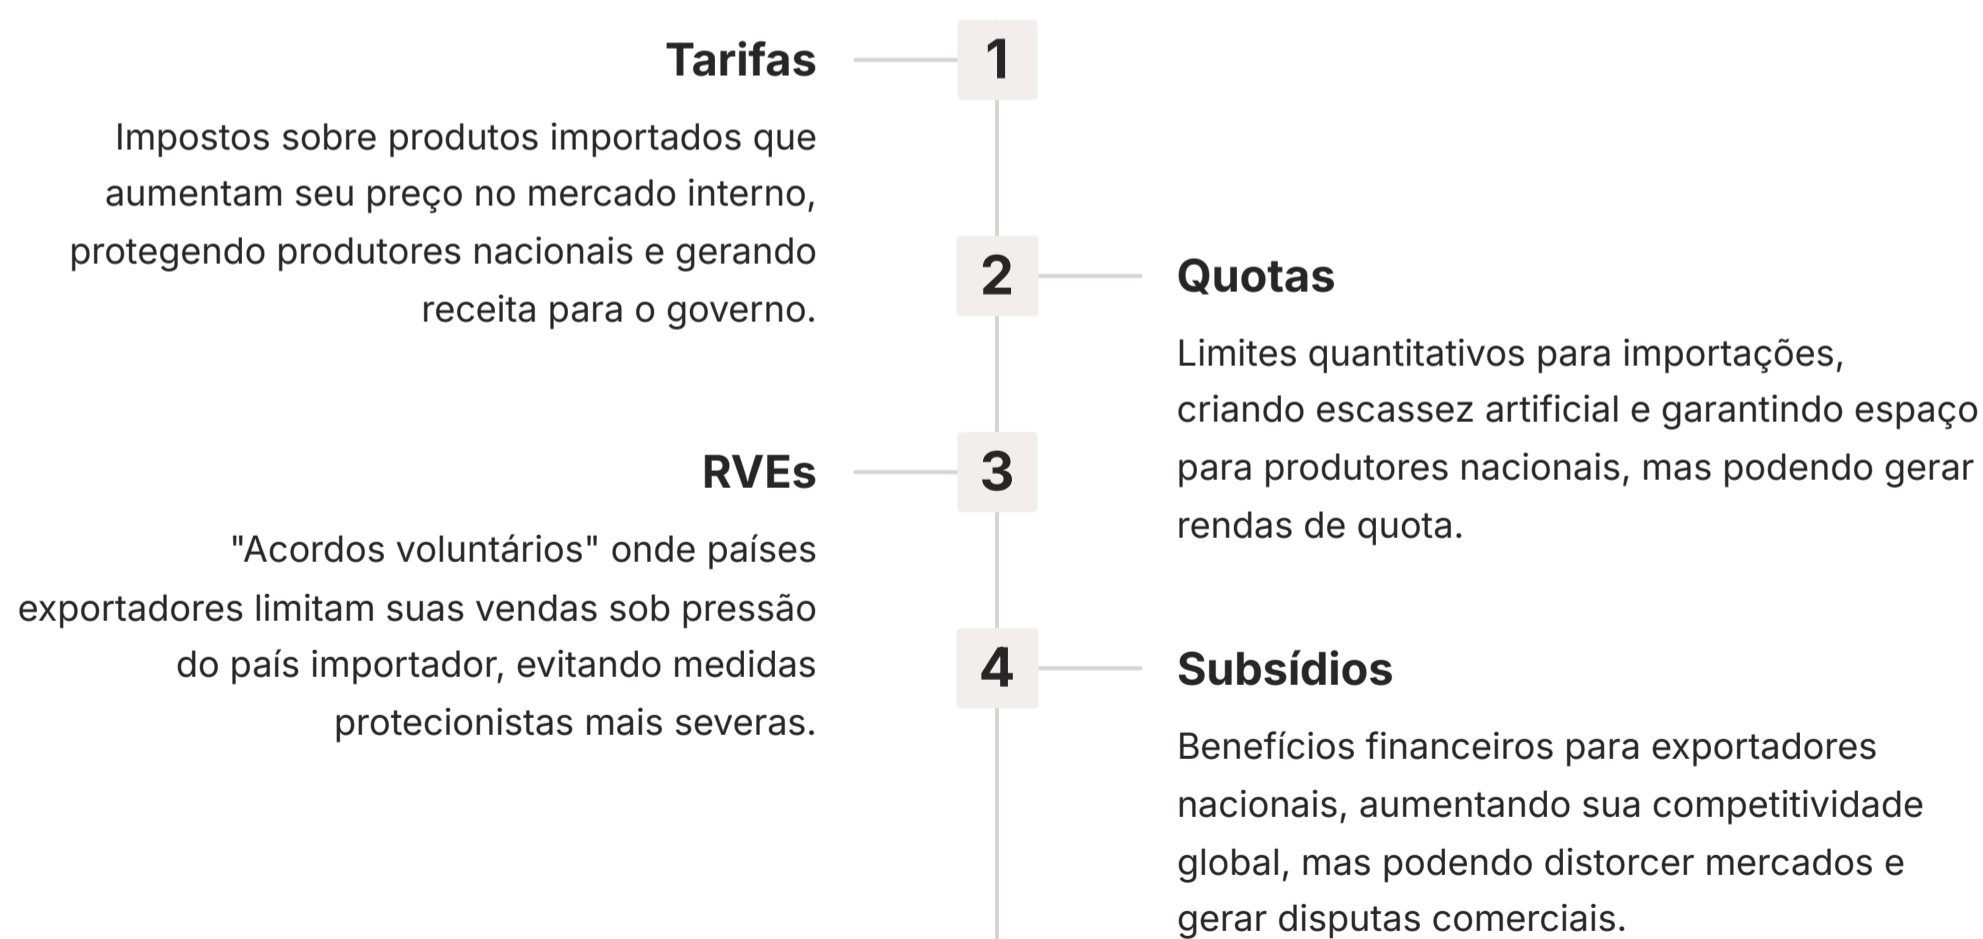 Tarifas
1
Impostos sobre produtos importados que
aumentam seu preço no mercado interno,
protegendo produtores nacionais e gerando
receita para o governo.
2
Quotas
Limites quantitativos para importações,
criando escassez artificial e garantindo espaço
para produtores nacionais, mas podendo gerar
rendas de quota.
RVEs
3
"Acordos voluntários" onde países
exportadores limitam suas vendas sob pressão
do país importador, evitando medidas
protecionistas mais severas.
4
Subsídios
Benefícios financeiros para exportadores
nacionais, aumentando sua competitividade
global, mas podendo distorcer mercados e
gerar disputas comerciais.